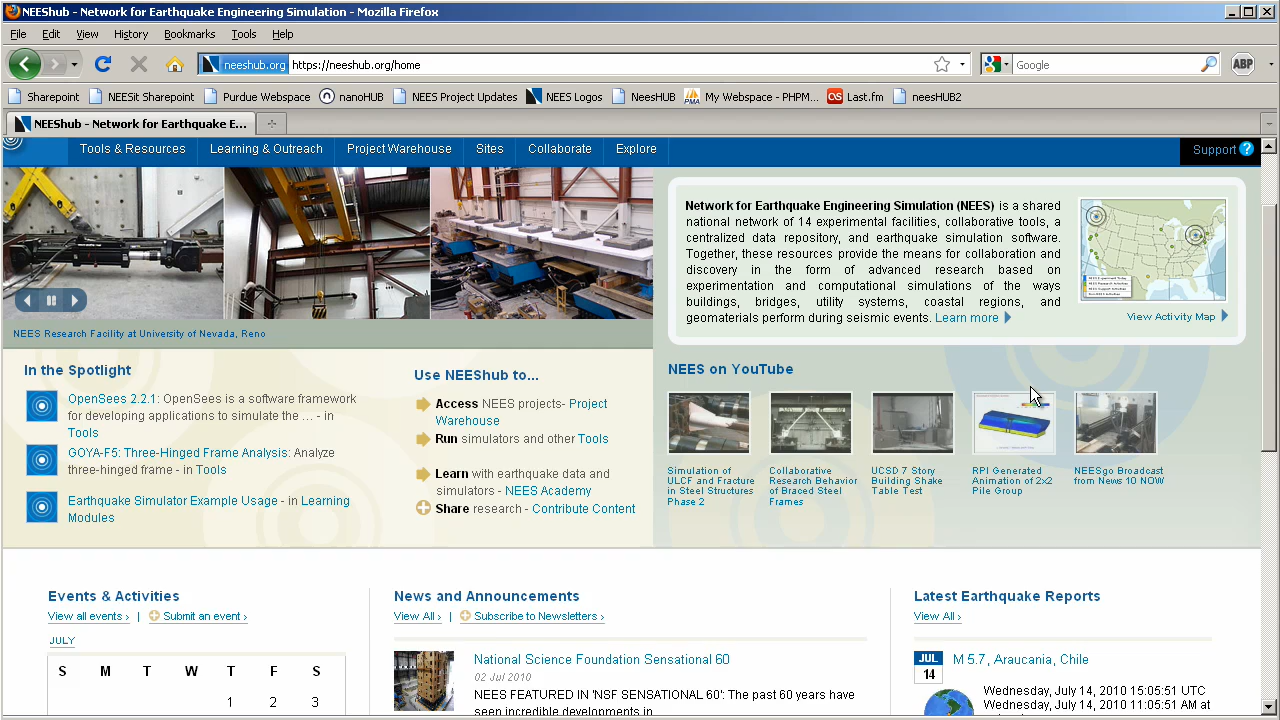 NEEShub - Network for Earthquake Engineering Simulation - Mozilla Firefox
File Edit View History Bookmarks Tools Help
neeshub.org https://neeshub.org/home
Google
ABP
Sharepoint NEESit Sharepoint Purdue Webspace nanoHUB NEES Project Updates NEES Logos NeesHUB My Webspace - PHPM... Last.fm neesHUB2
NEEShub - Network for Earthquake E...
Tools & Resources Learning & Outreach Project Warehouse Sites Collaborate Explore Support ?
Network for Earthquake Engineering Simulation (NEES) is a shared
national network of 14 experimental facilities, collaborative tools, a
centralized data repository, and earthquake simulation software.
Together, these resources provide the means for collaboration and
discovery in the form of advanced research based on
experimentation and computational simulations of the ways
buildings, bridges, utility systems, coastal regions, and
geomaterials perform during seismic events. Learn more
View Activity Map
NEES Research Facility at University of Nevada, Reno
In the Spotlight
OpenSees 2.2.1: OpenSees is a software framework
for developing applications to simulate the ... - in
Tools
GOYA-F5: Three-Hinged Frame Analysis: Analyze
three-hinged frame - in Tools
Earthquake Simulator Example Usage - in Learning
Modules
Use NEEShub to...
Access NEES projects- Project
Warehouse
Run simulators and other Tools
Learn with earthquake data and
simulators - NEES Academy
Share research - Contribute Content
NEES on YouTube
Simulation of
ULCF and Fracture
in Steel Structures
Phase 2
Collaborative
Research Behavior
of Braced Steel
Frames
UCSD 7 Story
Building Shake
Table Test
RPI Generated
Animation of 2x2
Pile Group
NEESgo Broadcast
from News 10 NOW
Events & Activities
View all events › | Submit an event ›
JULY
S M T W T F S
1 2 3
News and Announcements
View All › | Subscribe to Newsletters ›
National Science Foundation Sensational 60
02 Jul 2010
NEES FEATURED IN 'NSF SENSATIONAL 60': The past 60 years have
seen incredible developments in
Latest Earthquake Reports
View All ›
JUL
14
M 5.7, Araucania, Chile
Wednesday, July 14, 2010 15:05:51 UTC
Wednesday, July 14, 2010 11:05:51 AM at